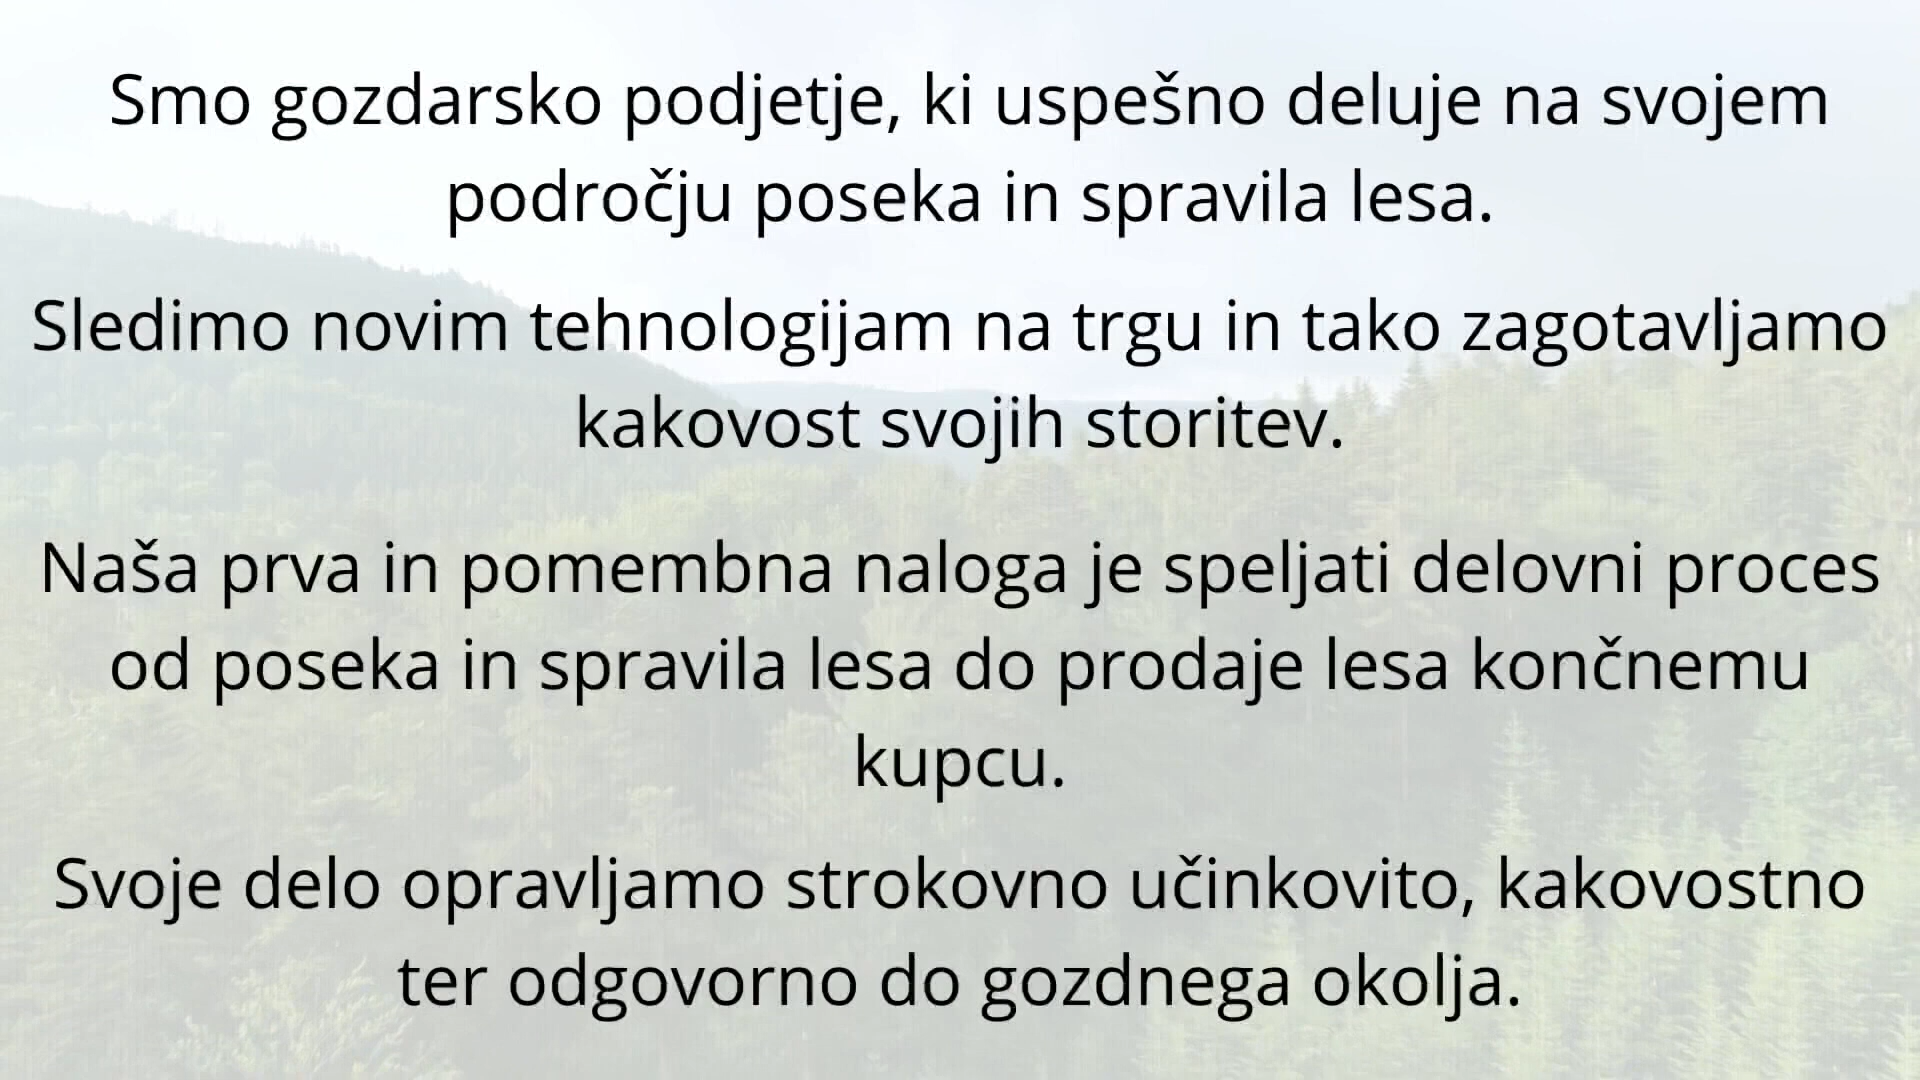 Smo gozdarsko podjetje, ki uspešno deluje na svojem
področju poseka in spravila lesa.
Sledimo novim tehnologijam na trgu in tako zagotavljamo
kakovost svojih storitev.
Naša prva in pomembna naloga je speljati delovni proces
od poseka in spravila lesa do prodaje lesa končnemu
kupcu.
Svoje delo opravljamo strokovno učinkovito, kakovostno
ter odgovorno do gozdnega okolja.